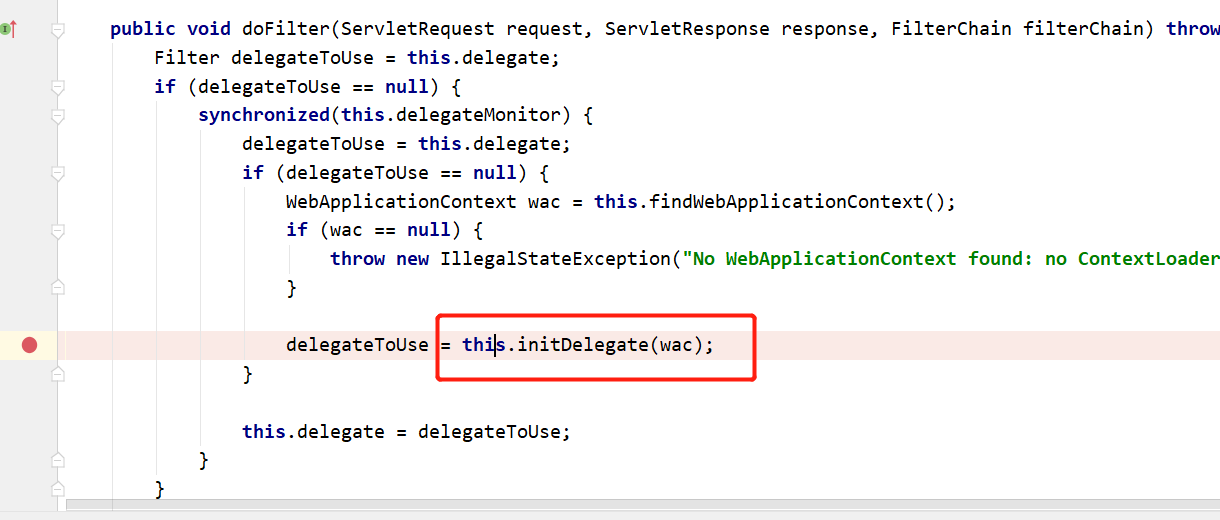 public void doFilter(ServletRequest request, ServletResponse response, FilterChain filterChain) throw
Filter delegateToUse = this.delegate;
if (delegateToUse == null) {
synchronized(this.delegateMonitor) {
delegateToUse = this.delegate;
if (delegateToUse == null) {
WebApplicationContext wac = this.findWebApplicationContext();
if (wac == null) {
throw new IllegalStateException("No WebApplicationContext found: no ContextLoader
}
delegateToUse = this.initDelegate(wac);
}
this.delegate = delegateToUse;
}
}